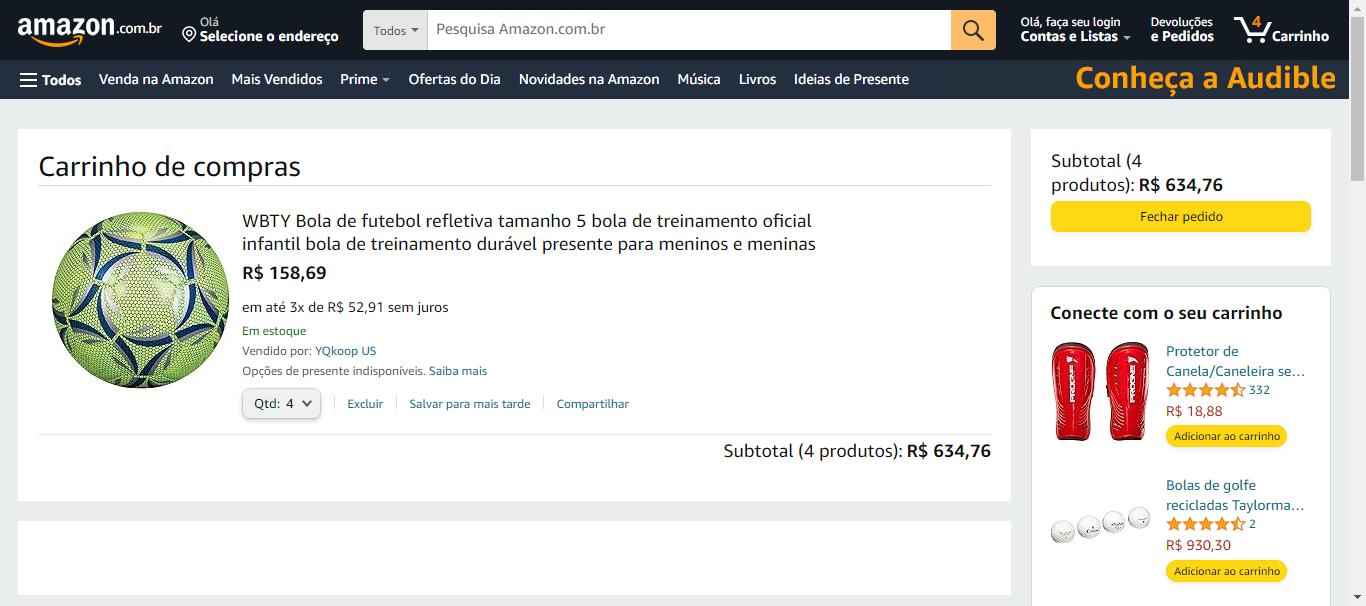 amazon.com.br
Olá
Selecione o endereço
Todos
Pesquisa Amazon.com.br
Olá, faça seu login
Contas e Listas
Devoluções
e Pedidos
4
Carrinho
Todos
Venda na Amazon
Mais Vendidos
Prime
Ofertas do Dia
Novidades na Amazon
Música
Livros
Ideias de Presente
Conheça a Audible
Carrinho de compras
WBTY Bola de futebol refletiva tamanho 5 bola de treinamento oficial
infantil bola de treinamento durável presente para meninos e meninas
R$ 158,69
em até 3x de R$ 52,91 sem juros
Em estoque
Vendido por: YQkoop US
Opções de presente indisponíveis. Saiba mais
Qtd: 4
Excluir
Salvar para mais tarde
Compartilhar
Subtotal (4 produtos): R$ 634,76
Subtotal (4
produtos): R$ 634,76
Fechar pedido
Conecte com o seu carrinho
PROGNE
PROGNE
Protetor de
Canela/Caneleira se…
332
R$ 18,88
Adicionar ao carrinho
Bolas de golfe
recicladas Taylorma…
2
R$ 930,30
Adicionar ao carrinho